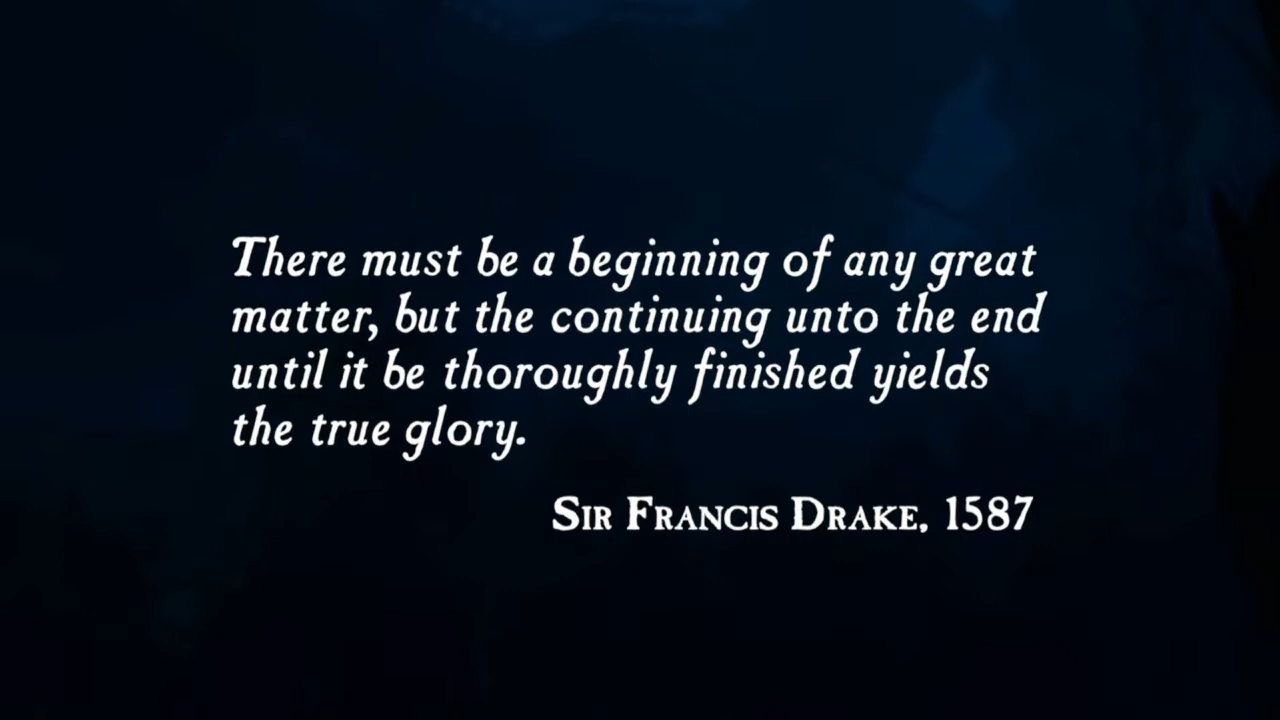 There must be a beginning of any great
matter, but the continuing unto the end
until it be thoroughly finished yields
the true glory.
Sir Francis Drake, 1587